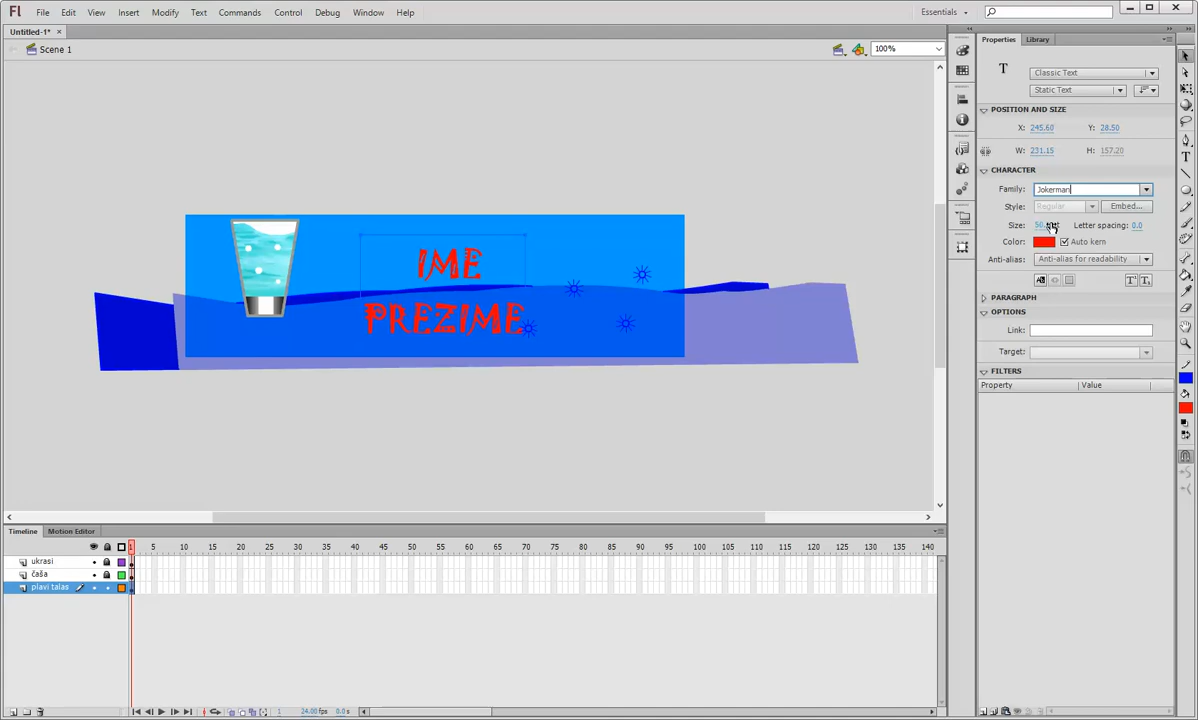 Fl File Edit View Insert Modify Text Commands Control Debug Window Help Essentials
Untitled-1* ×
Scene 1
100%
IME
PREZIME
Properties Library
T Classic Text
Static Text
POSITION AND SIZE
X: 245.60 Y: 28.50
W: 231.15 H: 157.20
CHARACTER
Family: Jokerman
Style: Regular Embed...
Size: Letter spacing: 0.0
Color: Auto kern
Anti-alias: Anti-alias for readability
PARAGRAPH
OPTIONS
Link:
Target:
FILTERS
Property Value
Timeline Motion Editor
1 5 10 15 20 25 30 35 40 45 50 55 60 65 70 75 80 85 90 95 100 105 110 115 120 125 130 135 140
ukrasi
čaša
plavi talas
1 24.00 fps 0.0 s